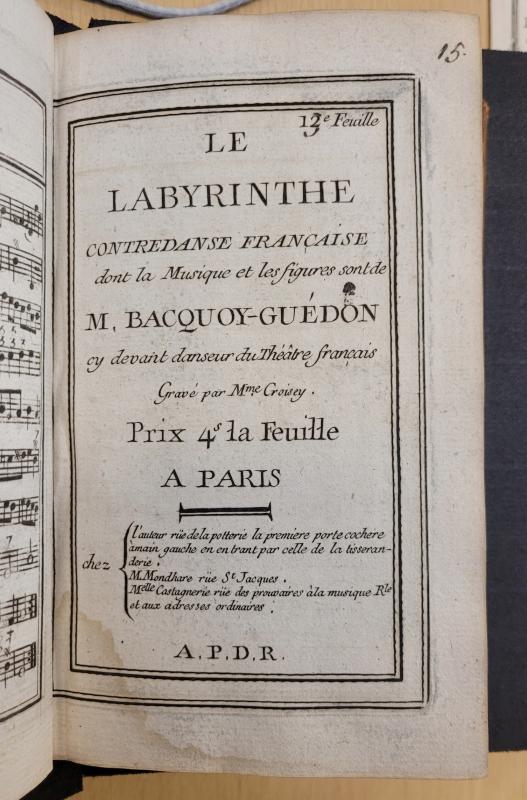 15.
13e Feuille
LE
LABYRINTHE
CONTREDANSE FRANÇAISE
dont la Musique et les figures sont de
M. BACQUOY-GUÉDON
cy devant danseur du Théâtre français
Gravé par Mme Croisey.
Prix 4s la Feuille
A PARIS
chez
l'auteur rüe de la potterie la premiere porte cochere
amain gauche en entrant par celle de la tisseran-
derie.
M. Mondhare rüe St Jacques.
Melle Castagnerie rüe des prouvaires àla musique Rle
et aux adresses ordinaires.
A.P.D.R.